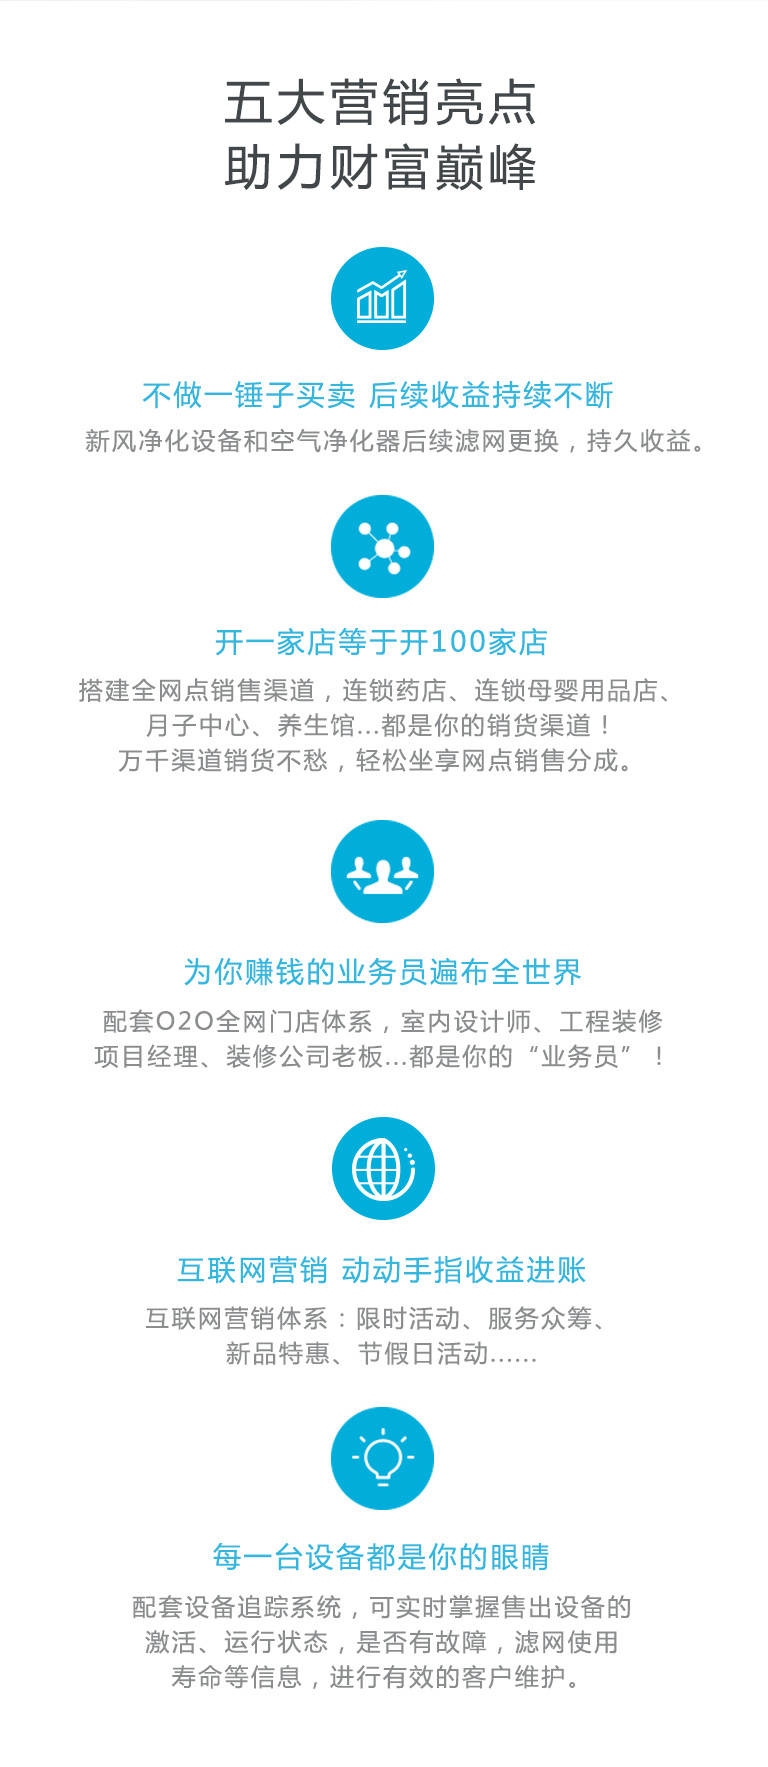 五大营销亮点
助力财富巅峰
不做一锤子买卖 后续收益持续不断
新风净化设备和空气净化器后续滤网更换，持久收益。
开一家店等于开100家店
搭建全网点销售渠道，连锁药店、连锁母婴用品店、
月子中心、养生馆...都是你的销货渠道！
万千渠道销货不愁，轻松坐享网点销售分成。
为你赚钱的业务员遍布全世界
配套O2O全网门店体系，室内设计师、工程装修
项目经理、装修公司老板...都是你的“业务员”！
互联网营销 动动手指收益进账
互联网营销体系：限时活动、服务众筹、
新品特惠、节假日活动......
每一台设备都是你的眼睛
配套设备追踪系统，可实时掌握售出设备的
激活、运行状态，是否有故障，滤网使用
寿命等信息，进行有效的客户维护。